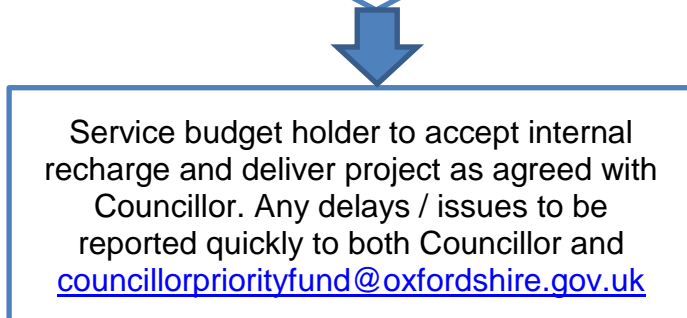 Service budget holder to accept internal
recharge and deliver project as agreed with
Councillor. Any delays / issues to be
reported quickly to both Councillor and
councillorpriorityfund@oxfordshire.gov.uk